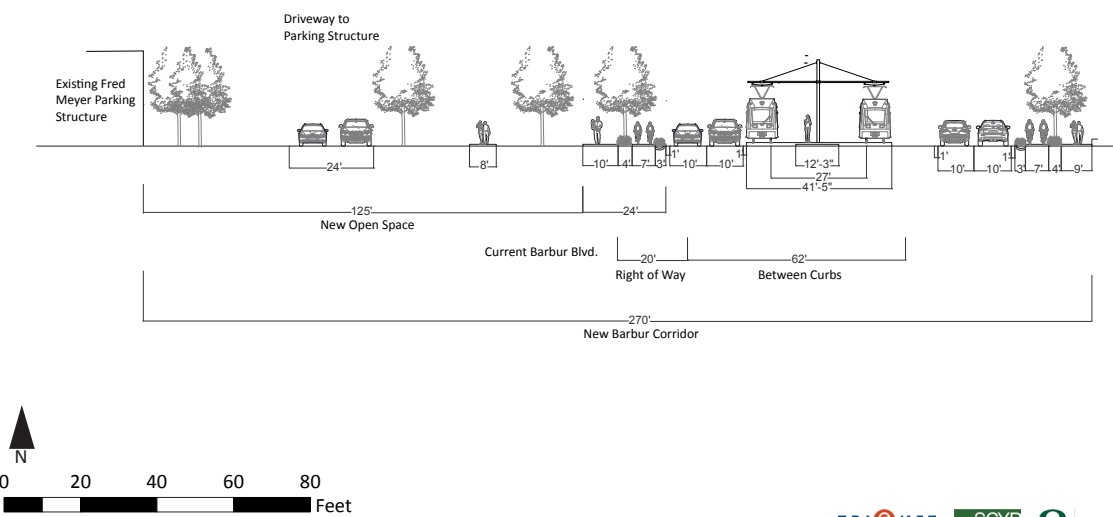 Driveway to
Parking Structure
Existing Fred
Meyer Parking
Structure
24'
8'
10'
4'
7'
3'
1'
10'
10'
1'
12'-3"
27'
41'-5"
1'
10'
10'
1'
3'
7'
4'
9'
125'
New Open Space
24'
Current Barbur Blvd.
20'
Right of Way
62'
Between Curbs
270'
New Barbur Corridor
N
0 20 40 60 80
Feet